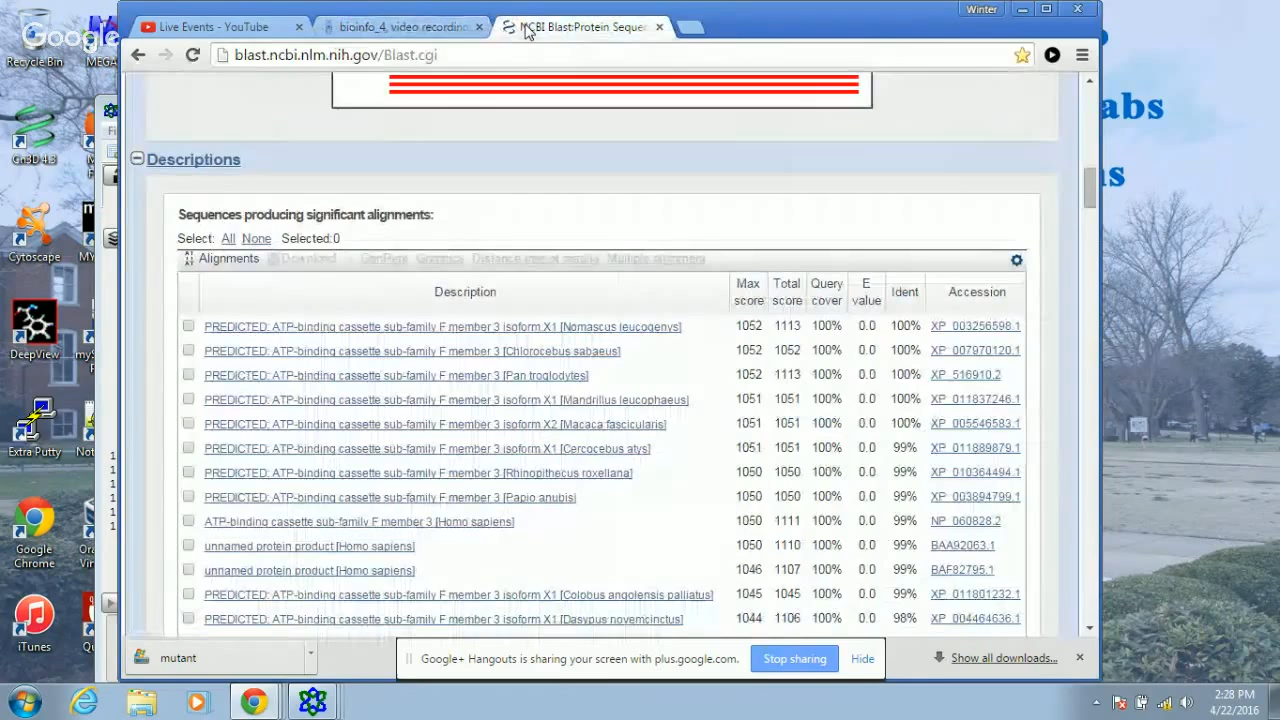 Winter
Live Events - YouTube
bioinfo_4, video recording
NCBI Blast:Protein Seque
Google
blast.ncbi.nlm.nih.gov/Blast.cgi
Recycle Bin
MEGA
Cn3D 4.3
Cytoscape
DeepView
Extra Putty
Google Chrome
iTunes
abs
Descriptions
Sequences producing significant alignments:
Select: All None Selected:0
Alignments Download GenPept Graphics Distance tree of results Multiple alignment
Description Max score Total score Query cover E value Ident Accession
PREDICTED: ATP-binding cassette sub-family F member 3 isoform X1 [Nomascus leucogenys] 1052 1113 100% 0.0 100% XP_003256598.1
PREDICTED: ATP-binding cassette sub-family F member 3 [Chlorocebus sabaeus] 1052 1052 100% 0.0 100% XP_007970120.1
PREDICTED: ATP-binding cassette sub-family F member 3 [Pan troglodytes] 1052 1113 100% 0.0 100% XP_516910.2
PREDICTED: ATP-binding cassette sub-family F member 3 isoform X1 [Mandrillus leucophaeus] 1051 1051 100% 0.0 100% XP_011837246.1
PREDICTED: ATP-binding cassette sub-family F member 3 isoform X2 [Macaca fascicularis] 1051 1051 100% 0.0 100% XP_005546583.1
PREDICTED: ATP-binding cassette sub-family F member 3 isoform X1 [Cercocebus atys] 1051 1051 100% 0.0 99% XP_011889879.1
PREDICTED: ATP-binding cassette sub-family F member 3 [Rhinopithecus roxellana] 1050 1050 100% 0.0 99% XP_010364494.1
PREDICTED: ATP-binding cassette sub-family F member 3 [Papio anubis] 1050 1050 100% 0.0 99% XP_003894799.1
ATP-binding cassette sub-family F member 3 [Homo sapiens] 1050 1111 100% 0.0 99% NP_060828.2
unnamed protein product [Homo sapiens] 1050 1110 100% 0.0 99% BAA92063.1
unnamed protein product [Homo sapiens] 1046 1107 100% 0.0 99% BAF82795.1
PREDICTED: ATP-binding cassette sub-family F member 3 isoform X1 [Colobus angolensis palliatus] 1045 1045 100% 0.0 99% XP_011801232.1
PREDICTED: ATP-binding cassette sub-family F member 3 isoform X1 [Dasypus novemcinctus] 1044 1106 100% 0.0 98% XP_004464636.1
mutant
Google+ Hangouts is sharing your screen with plus.google.com.
Stop sharing
Hide
Show all downloads...
2:28 PM
4/22/2016